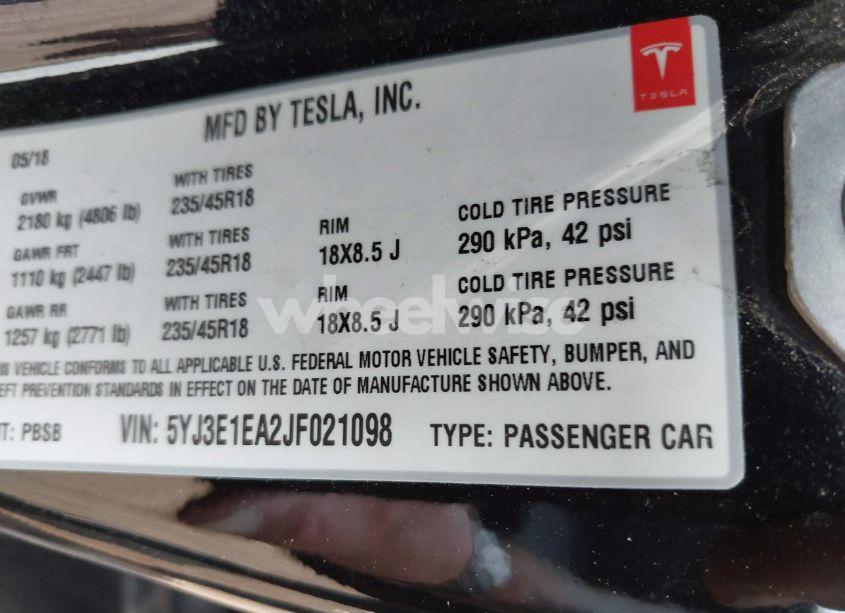 TESLA
MFD BY TESLA, INC.
05/18
GVWR WITH TIRES
2180 kg (4806 lb) 235/45R18
GAWR FRT WITH TIRES RIM COLD TIRE PRESSURE
1110 kg (2447 lb) 235/45R18 18X8.5 J 290 kPa, 42 psi
GAWR RR WITH TIRES RIM COLD TIRE PRESSURE
1257 kg (2771 lb) 235/45R18 18X8.5 J 290 kPa, 42 psi
wheelwise
IS VEHICLE CONFORMS TO ALL APPLICABLE U.S. FEDERAL MOTOR VEHICLE SAFETY, BUMPER, AND
EFT PREVENTION STANDARDS IN EFFECT ON THE DATE OF MANUFACTURE SHOWN ABOVE.
T: PBSB VIN: 5YJ3E1EA2JF021098 TYPE: PASSENGER CAR